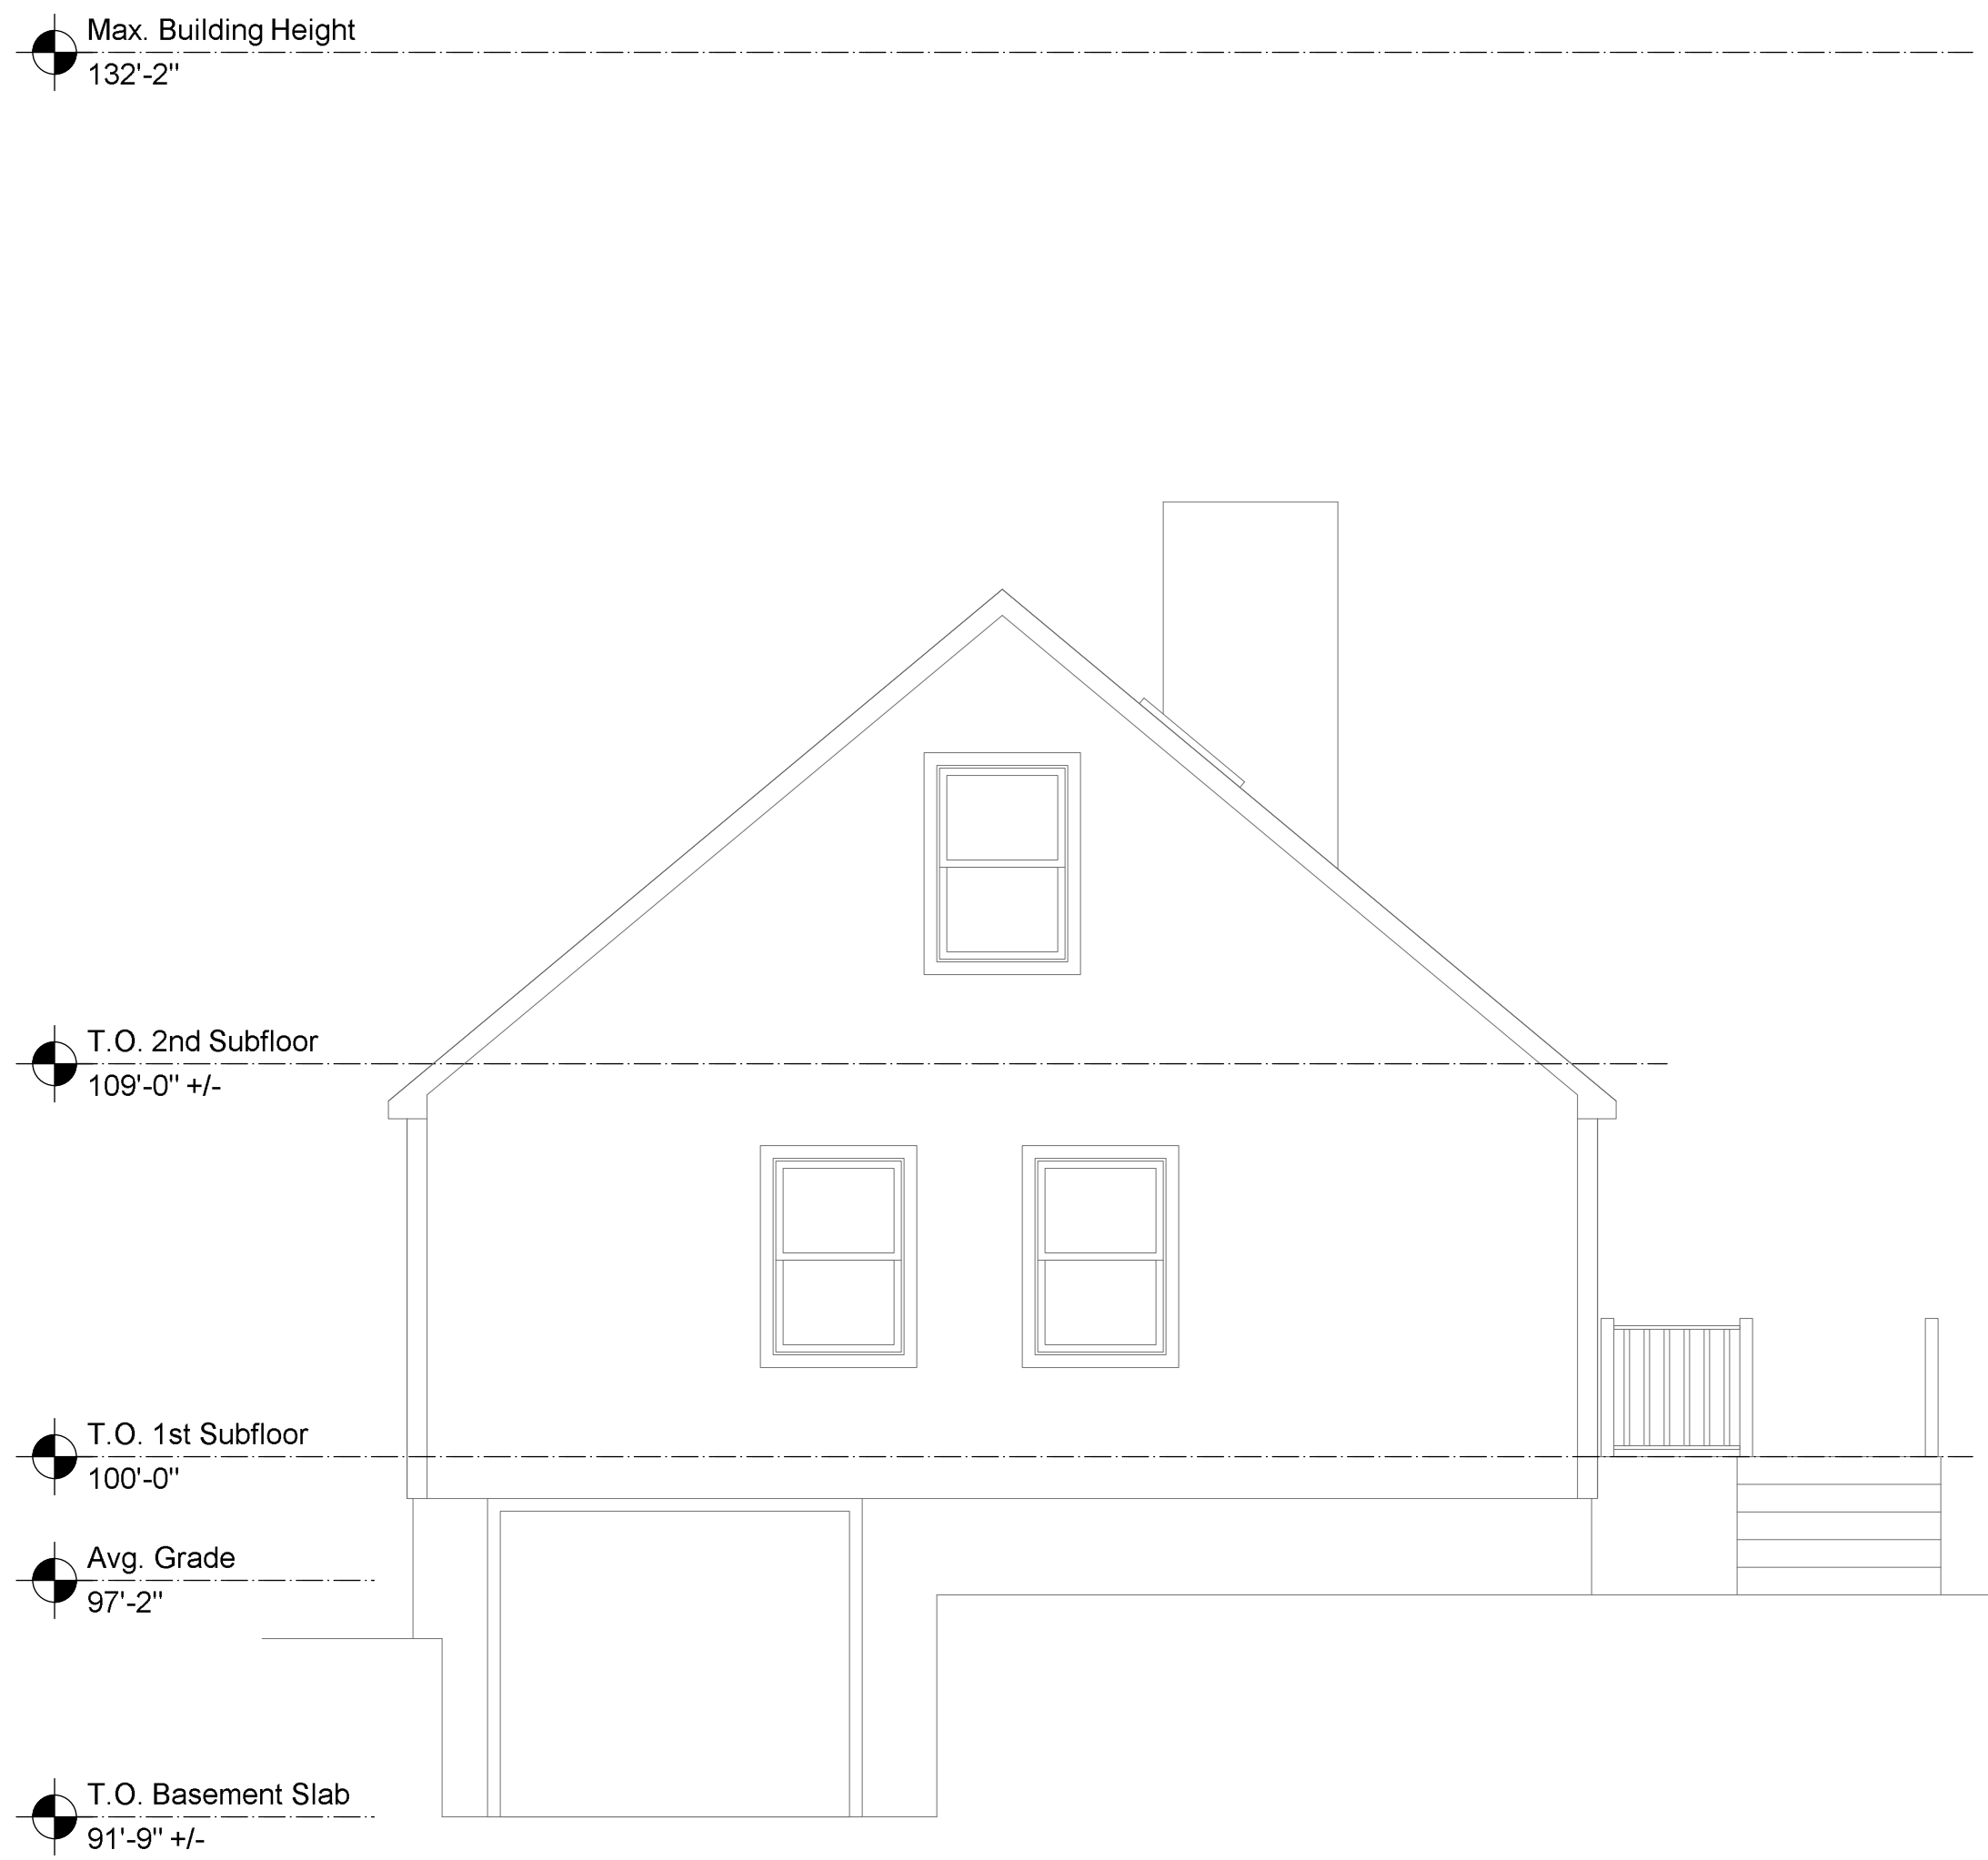 Max. Building Height
132'-2"
T.O. 2nd Subfloor
109'-0" +/-
T.O. 1st Subfloor
100'-0"
Avg. Grade
97'-2"
T.O. Basement Slab
91'-9" +/-